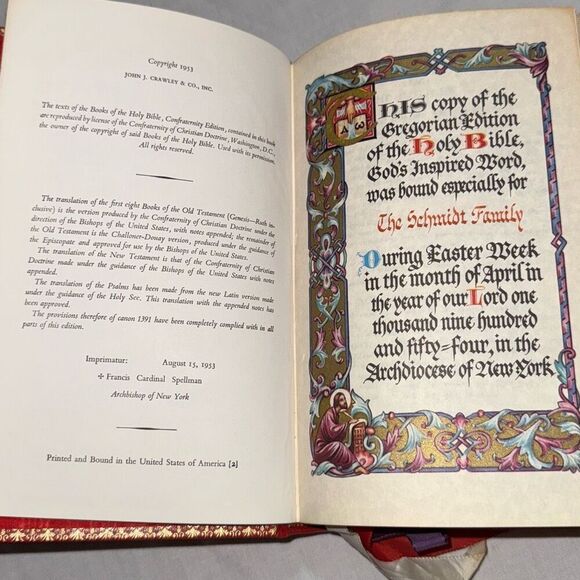 Copyright 1953
JOHN J. CRAWLEY & CO., INC.
The texts of the Books of the Holy Bible, Confraternity Edition, contained in this book
are reproduced by license of the Confraternity of Christian Doctrine, Washington, D.C.,
the owner of the copyright of said Books of the Holy Bible. Used with its permission.
All rights reserved.
The translation of the first eight Books of the Old Testament (Genesis—Ruth in-
clusive) is the version produced by the Confraternity of Christian Doctrine under the
direction of the Bishops of the United States, with notes appended; the remainder of
the Old Testament is the Challoner-Douay version, produced under the guidance of
the Episcopate and approved for use by the Bishops of the United States.
The translation of the New Testament is that of the Confraternity of Christian
Doctrine made under the guidance of the Bishops of the United States with notes
appended.
The translation of the Psalms has been made from the new Latin version made
under the guidance of the Holy See. This translation with the appended notes has
been approved.
The provisions therefore of canon 1391 have been completely complied with in all
parts of this edition.
Imprimatur: August 15, 1953
✠ Francis Cardinal Spellman
Archbishop of New York
Printed and Bound in the United States of America [2]
THIS copy of the
Gregorian Edition
of the Holy Bible,
God's Inspired Word,
was bound especially for
The Schmidt Family
During Easter Week
in the month of April in
the year of our Lord one
thousand nine hundred
and fifty-four, in the
Archdiocese of New York